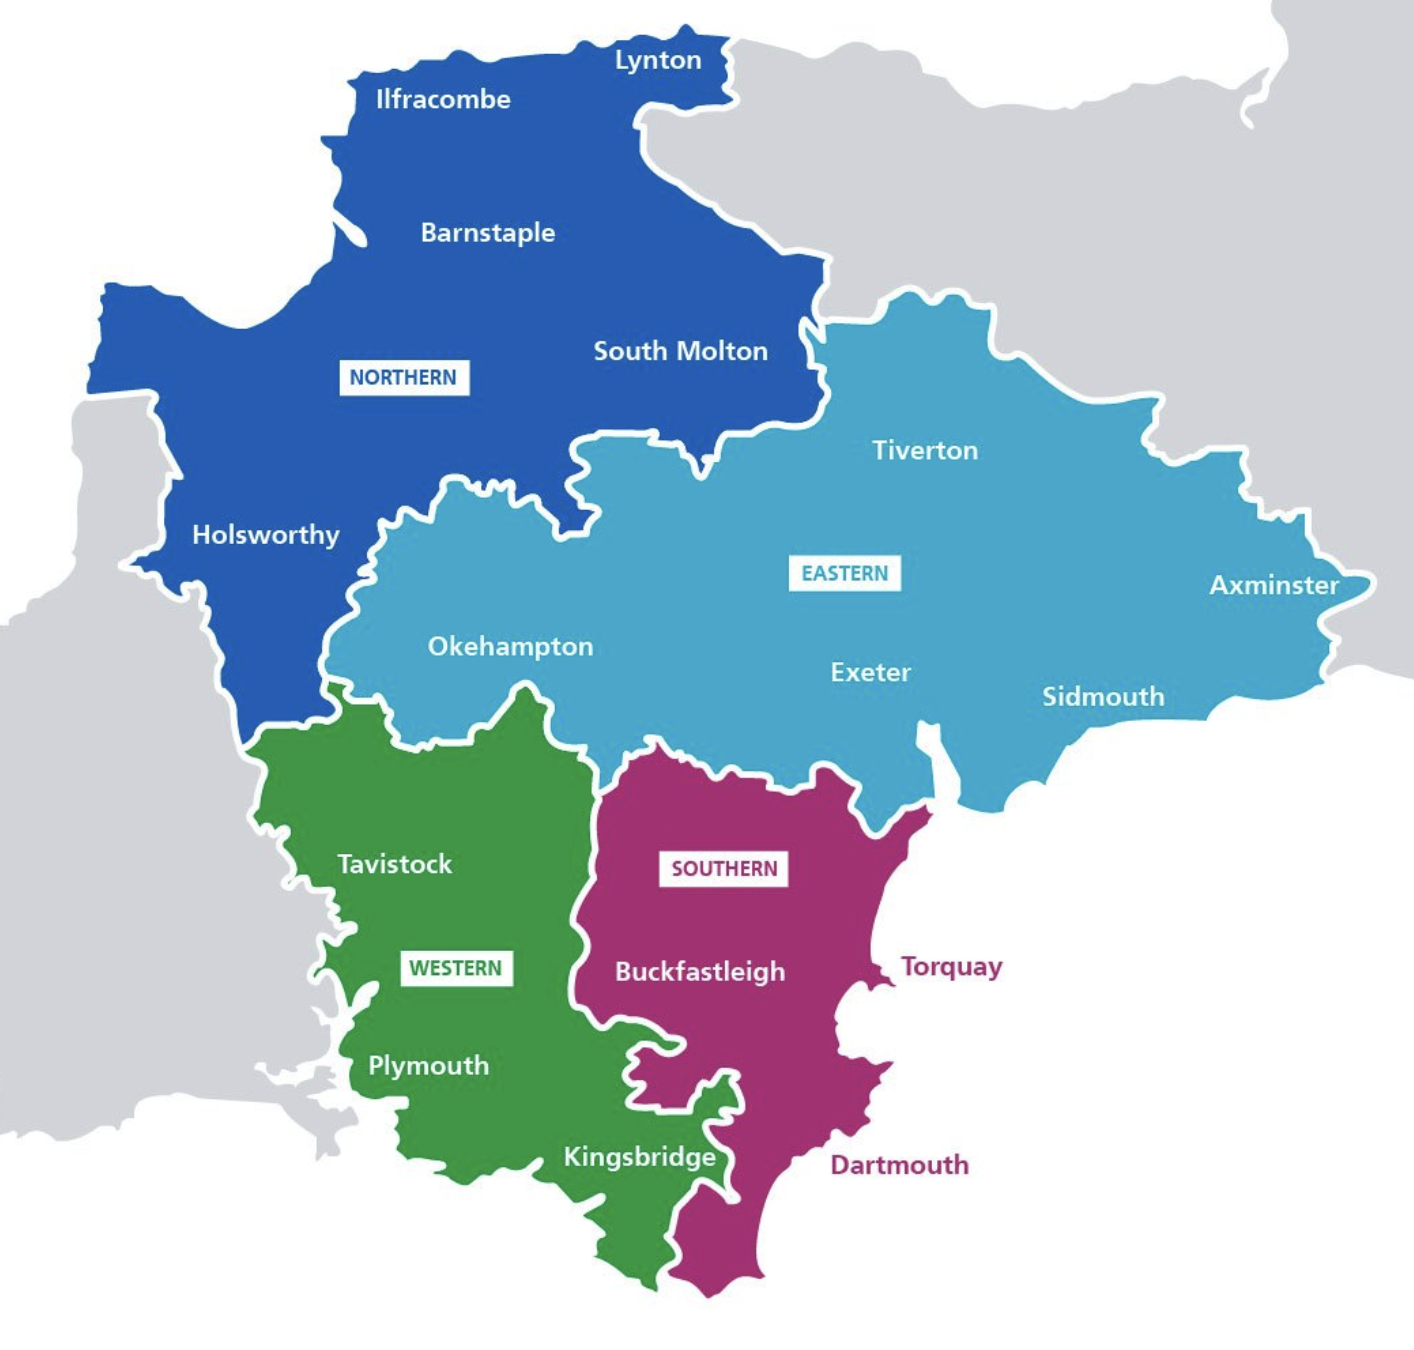 Lynton
Ilfracombe
Barnstaple
South Molton
NORTHERN
Tiverton
Holsworthy
EASTERN
Axminster
Okehampton
Exeter
Sidmouth
Tavistock
SOUTHERN
WESTERN
Buckfastleigh
Torquay
Plymouth
Kingsbridge
Dartmouth